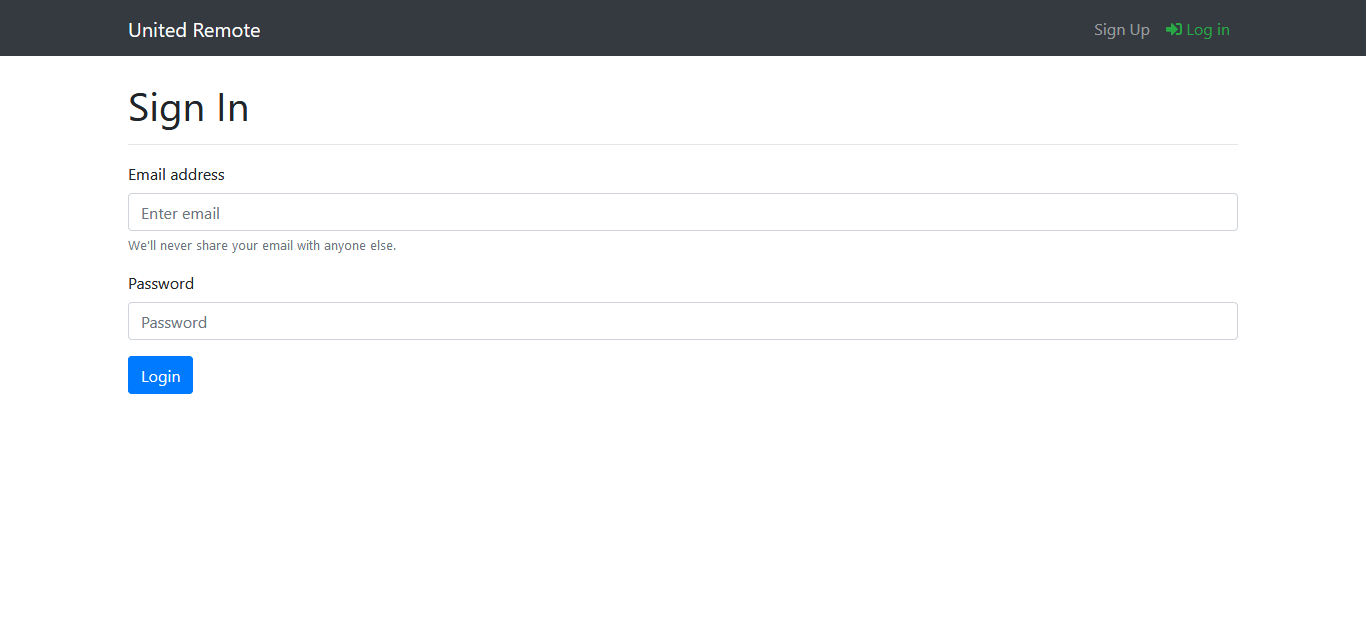 United Remote Sign Up Log in
Sign In
Email address
Enter email
We'll never share your email with anyone else.
Password
Password
Login